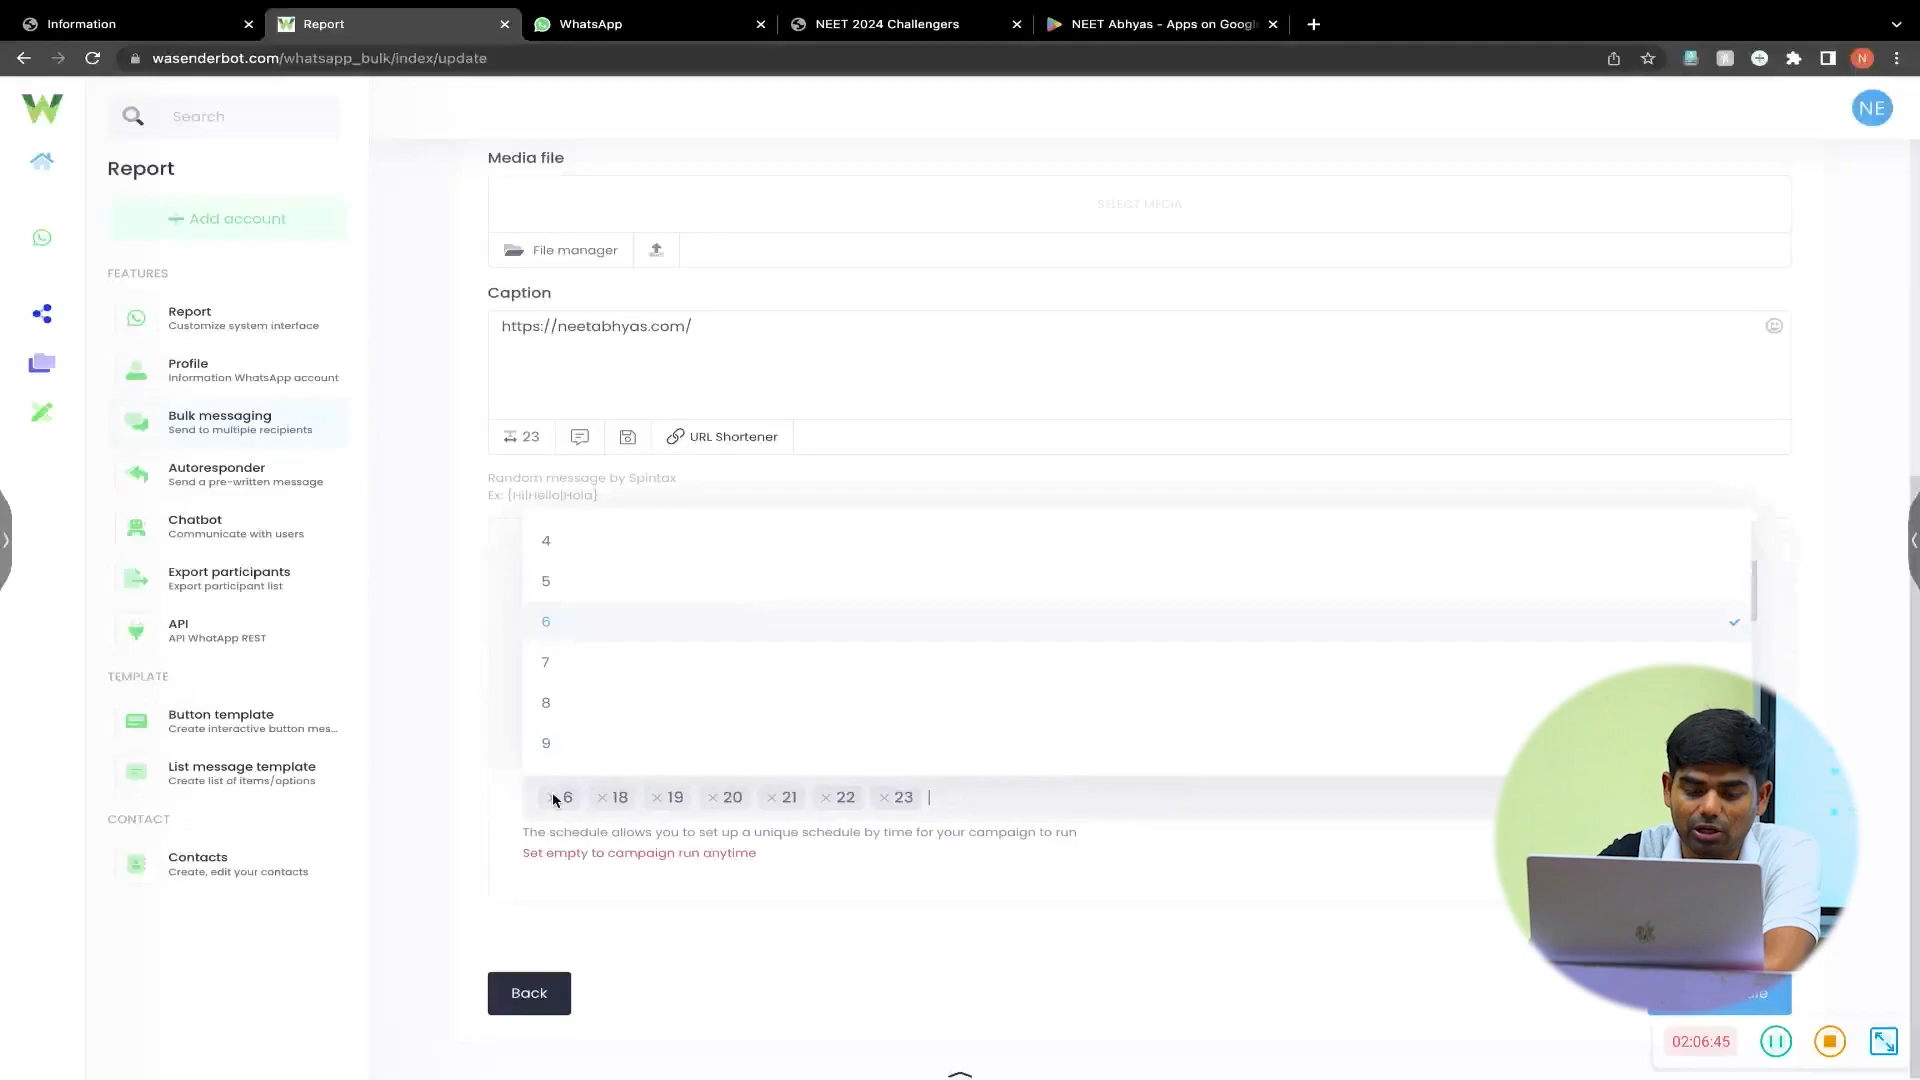 Information
Report
WhatsApp
NEET 2024 Challengers
NEET Abhyas - Apps on Googl
wasenderbot.com/whatsapp_bulk/index/update
N
Search
NE
Report
Add account
FEATURES
Report
Customize system interface
Profile
Information WhatsApp account
Bulk messaging
Send to multiple recipients
Autoresponder
Send a pre-written message
Chatbot
Communicate with users
Export participants
Export participant list
API
API WhatApp REST
TEMPLATE
Button template
Create interactive button mes...
List message template
Create list of items/options
CONTACT
Contacts
Create, edit your contacts
Media file
SELECT MEDIA
File manager
Caption
https://neetabhyas.com/
23
URL Shortener
Random message by Spintax
Ex: {Hi|Hello|Hola}
4
5
6
7
8
9
× 6 × 18 × 19 × 20 × 21 × 22 × 23
The schedule allows you to set up a unique schedule by time for your campaign to run
Set empty to campaign run anytime
Back
02:06:45